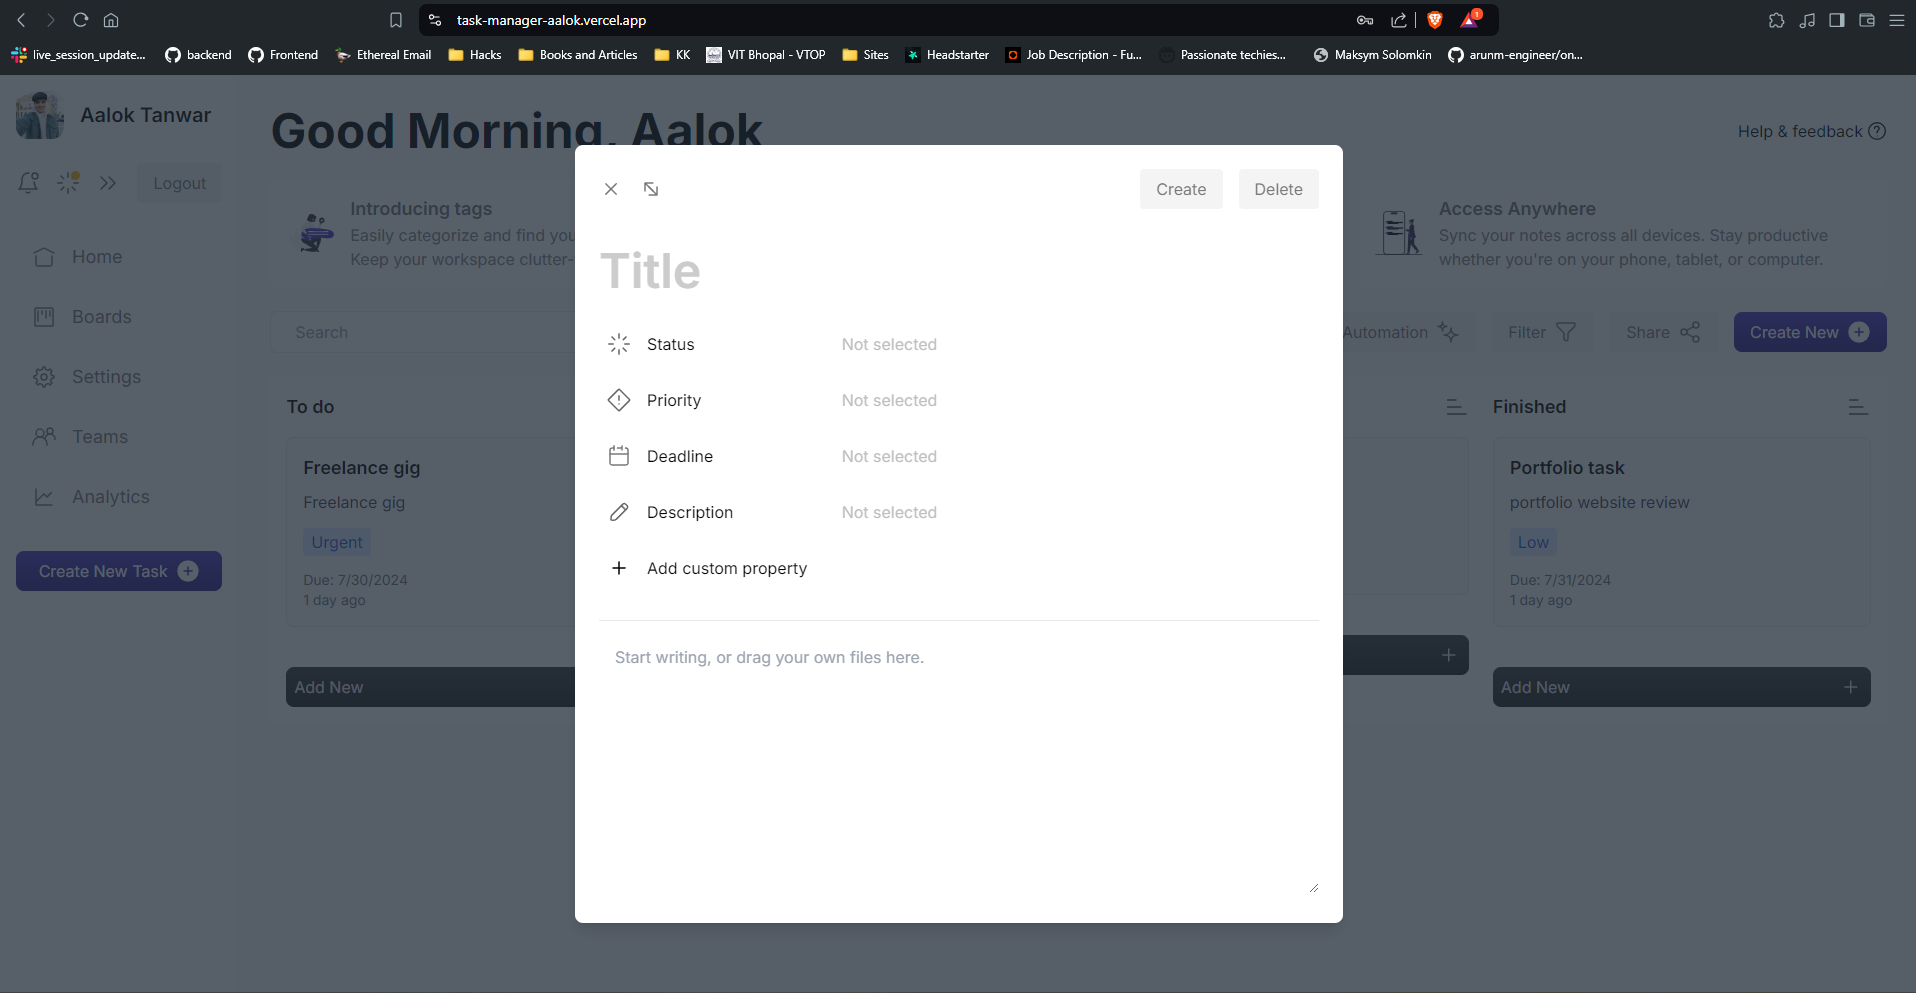 task-manager-aalok.vercel.app
1
live_session_update...
backend
Frontend
Ethereal Email
Hacks
Books and Articles
KK
VIT Bhopal - VTOP
Sites
Headstarter
Job Description - Fu...
Passionate techies...
Maksym Solomkin
arunm-engineer/on...
Aalok Tanwar
Logout
Home
Boards
Settings
Teams
Analytics
Create New Task
Good Morning, Aalok
Help & feedback
Introducing tags
Easily categorize and find you
Keep your workspace clutter-
Access Anywhere
Sync your notes across all devices. Stay productive
whether you're on your phone, tablet, or computer.
Search
Automation
Filter
Share
Create New
To do
Freelance gig
Freelance gig
Urgent
Due: 7/30/2024
1 day ago
Add New
Finished
Portfolio task
portfolio website review
Low
Due: 7/31/2024
1 day ago
Add New
Create
Delete
Title
Status
Not selected
Priority
Not selected
Deadline
Not selected
Description
Not selected
Add custom property
Start writing, or drag your own files here.